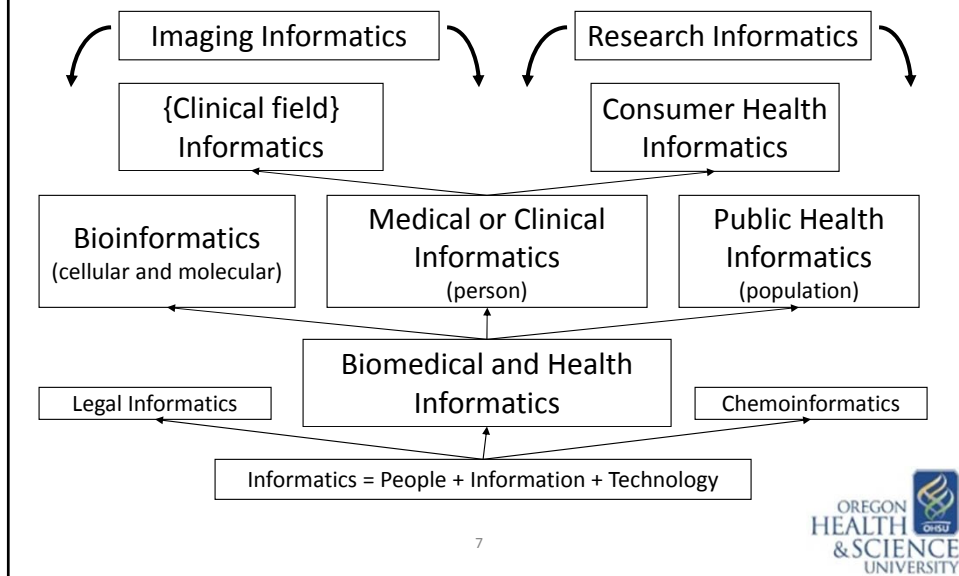 Imaging Informatics
Research Informatics
{Clinical field}
Informatics
Consumer Health
Informatics
Bioinformatics
(cellular and molecular)
Medical or Clinical
Informatics
(person)
Public Health
Informatics
(population)
Biomedical and Health
Informatics
Legal Informatics
Chemoinformatics
Informatics = People + Information + Technology
7
OREGON
HEALTH
OHSU
& SCIENCE
UNIVERSITY